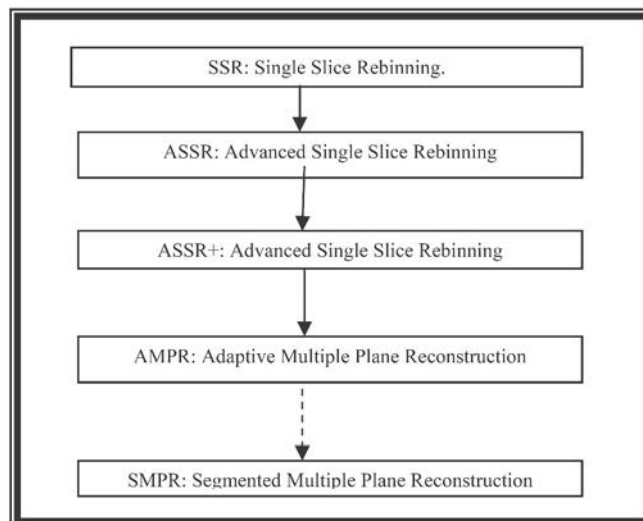 SSR: Single Slice Rebinning.
ASSR: Advanced Single Slice Rebinning
ASSR+: Advanced Single Slice Rebinning
AMPR: Adaptive Multiple Plane Reconstruction
SMPR: Segmented Multiple Plane Reconstruction